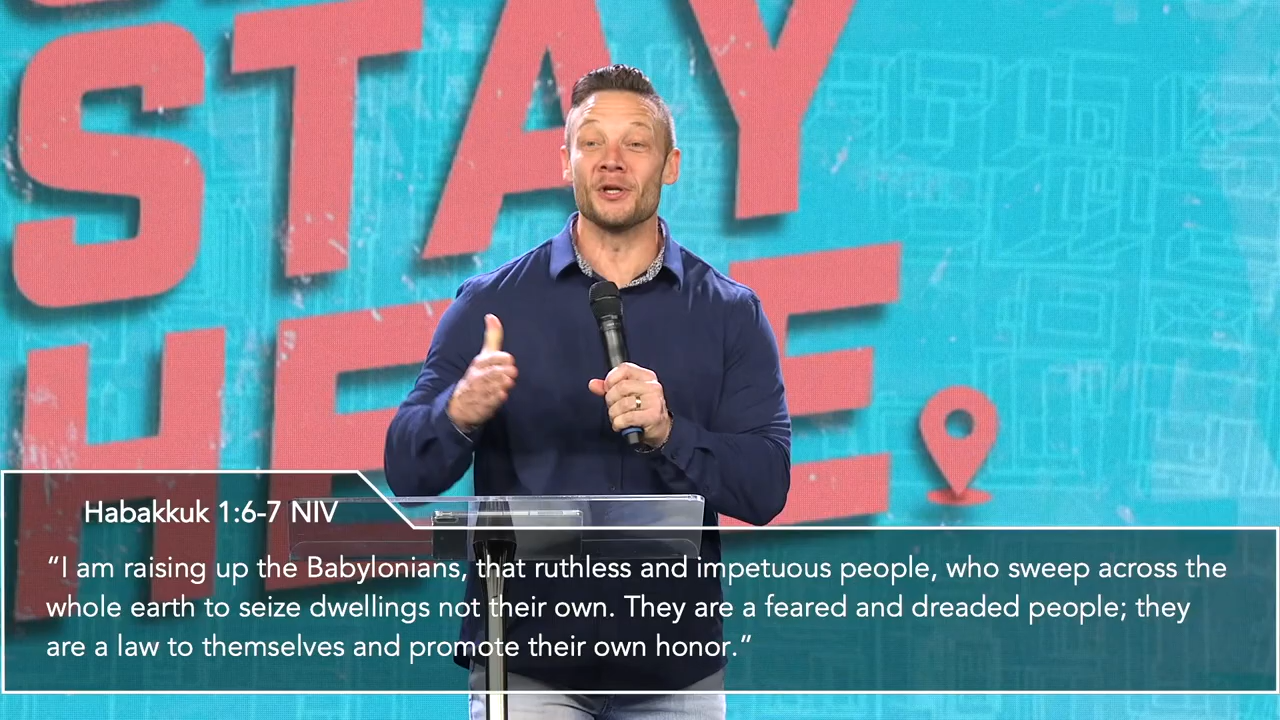 STAY
HERE
Habakkuk 1:6-7 NIV
“I am raising up the Babylonians, that ruthless and impetuous people, who sweep across the
whole earth to seize dwellings not their own. They are a feared and dreaded people; they
are a law to themselves and promote their own honor.”